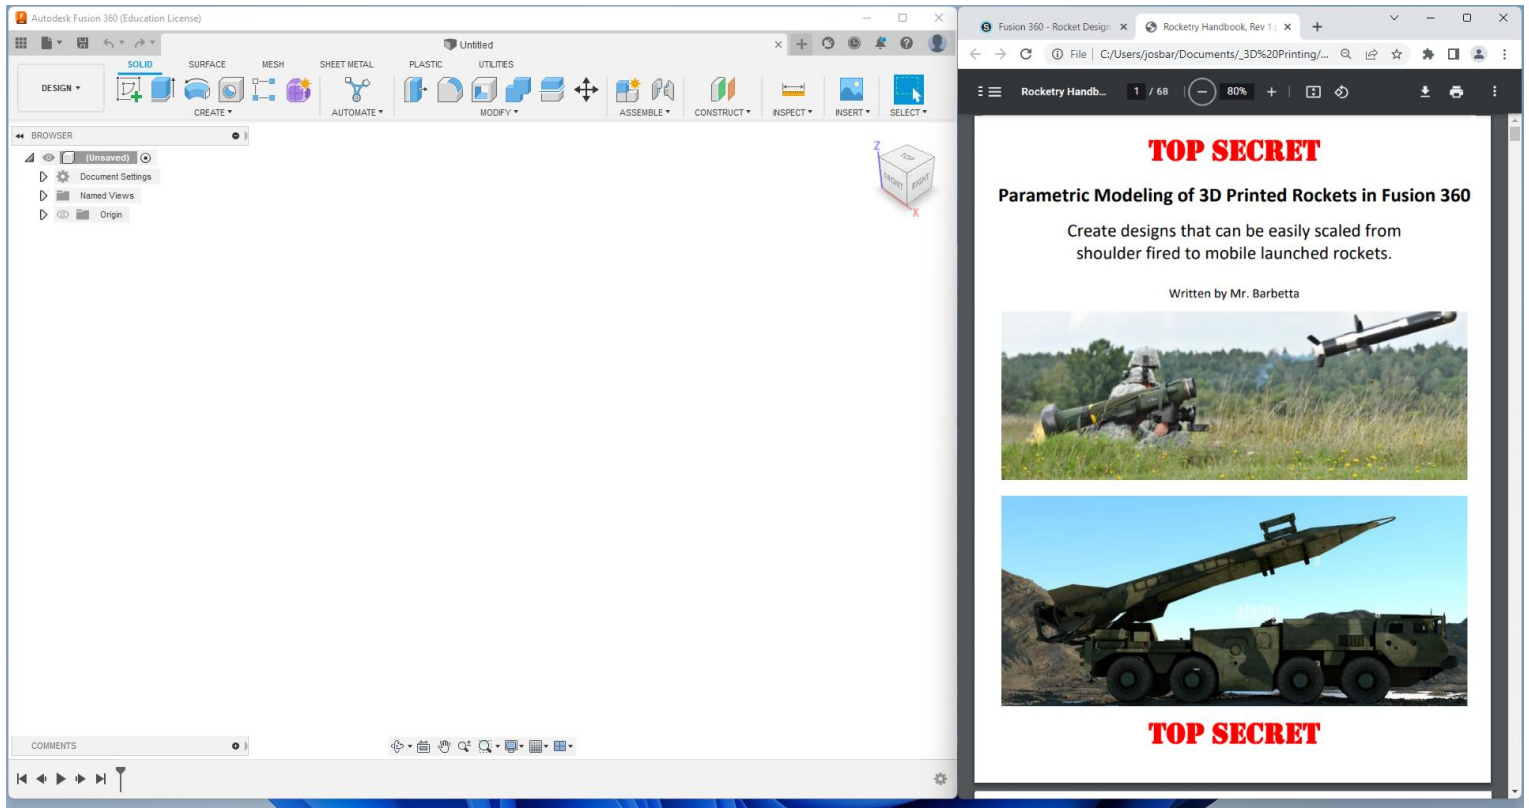 Autodesk Fusion 360 (Education License)
Untitled
SOLID SURFACE MESH SHEET METAL PLASTIC UTILITIES
DESIGN
CREATE AUTOMATE MODIFY ASSEMBLE CONSTRUCT INSPECT INSERT SELECT
BROWSER
(Unsaved)
Document Settings
Named Views
Origin
Z
TOP
FRONT RIGHT
X
COMMENTS
Fusion 360 - Rocket Design
Rocketry Handbook, Rev 1.
File C:/Users/josbar/Documents/_3D%20Printing/...
Rocketry Handb... 1 / 68 80%
TOP SECRET
Parametric Modeling of 3D Printed Rockets in Fusion 360
Create designs that can be easily scaled from
shoulder fired to mobile launched rockets.
Written by Mr. Barbetta
TOP SECRET